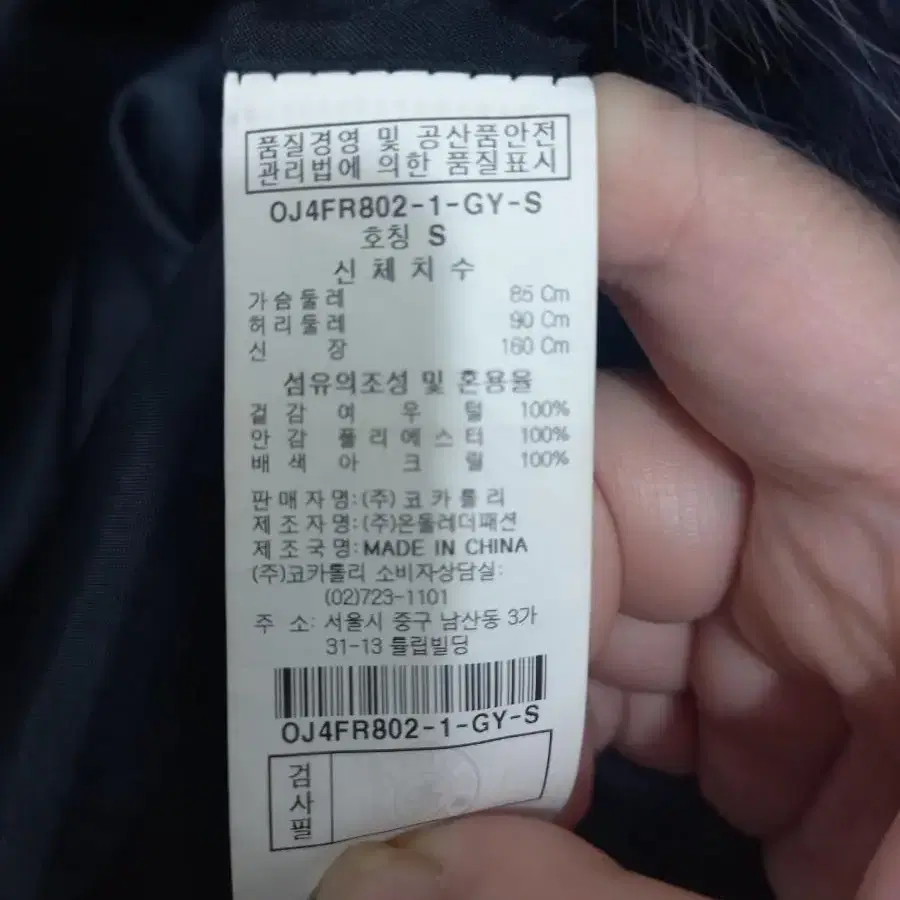 품질경영 및 공산품안전
관리법에 의한 품질표시
OJ4FR802-1-GY-S
호칭 S
신체치수
가슴둘레 85 Cm
허리둘레 90 Cm
신 장 160 Cm
섬유의조성 및 혼용율
겉감 여우털 100%
안감 폴리에스터 100%
배색 아크릴 100%
판매자명:(주)코카롤리
제조자명:(주)온돌레더패션
제조국명:MADE IN CHINA
(주)코카롤리 소비자상담실:
(02)723-1101
주 소: 서울시 중구 남산동 3가
31-13 튤립빌딩
OJ4FR802-1-GY-S
검사필